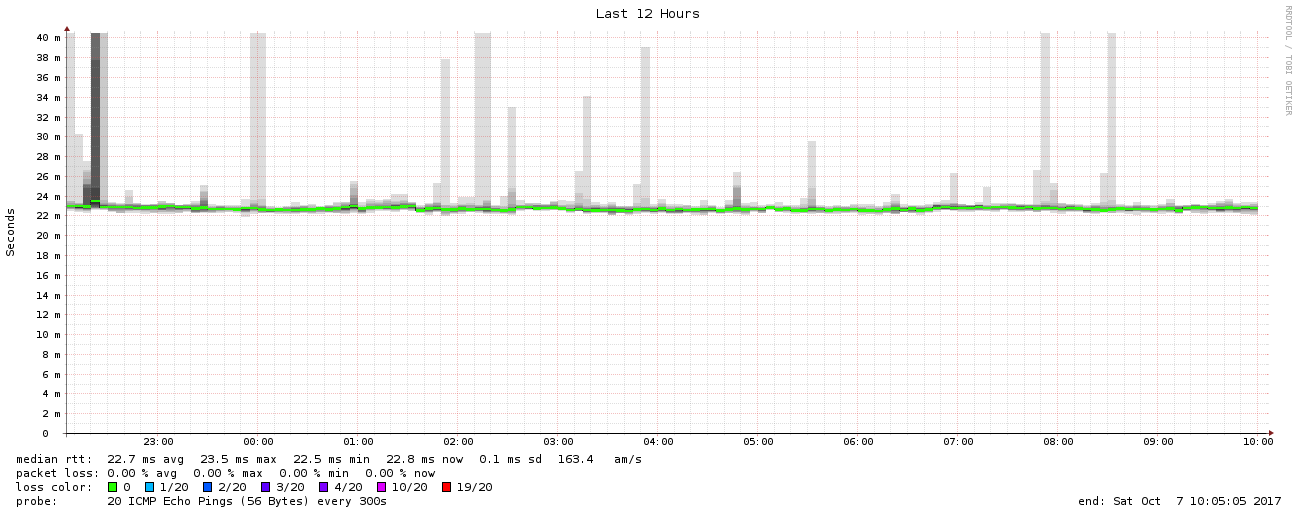 Last 12 Hours
RRDTOOL / TOBI OETIKER
Seconds
40 m
38 m
36 m
34 m
32 m
30 m
28 m
26 m
24 m
22 m
20 m
18 m
16 m
14 m
12 m
10 m
8 m
6 m
4 m
2 m
0
23:00 00:00 01:00 02:00 03:00 04:00 05:00 06:00 07:00 08:00 09:00 10:00
median rtt: 22.7 ms avg 23.5 ms max 22.5 ms min 22.8 ms now 0.1 ms sd 163.4 am/s
packet loss: 0.00 % avg 0.00 % max 0.00 % min 0.00 % now
loss color: 0 1/20 2/20 3/20 4/20 10/20 19/20
probe: 20 ICMP Echo Pings (56 Bytes) every 300s end: Sat Oct 7 10:05:05 2017